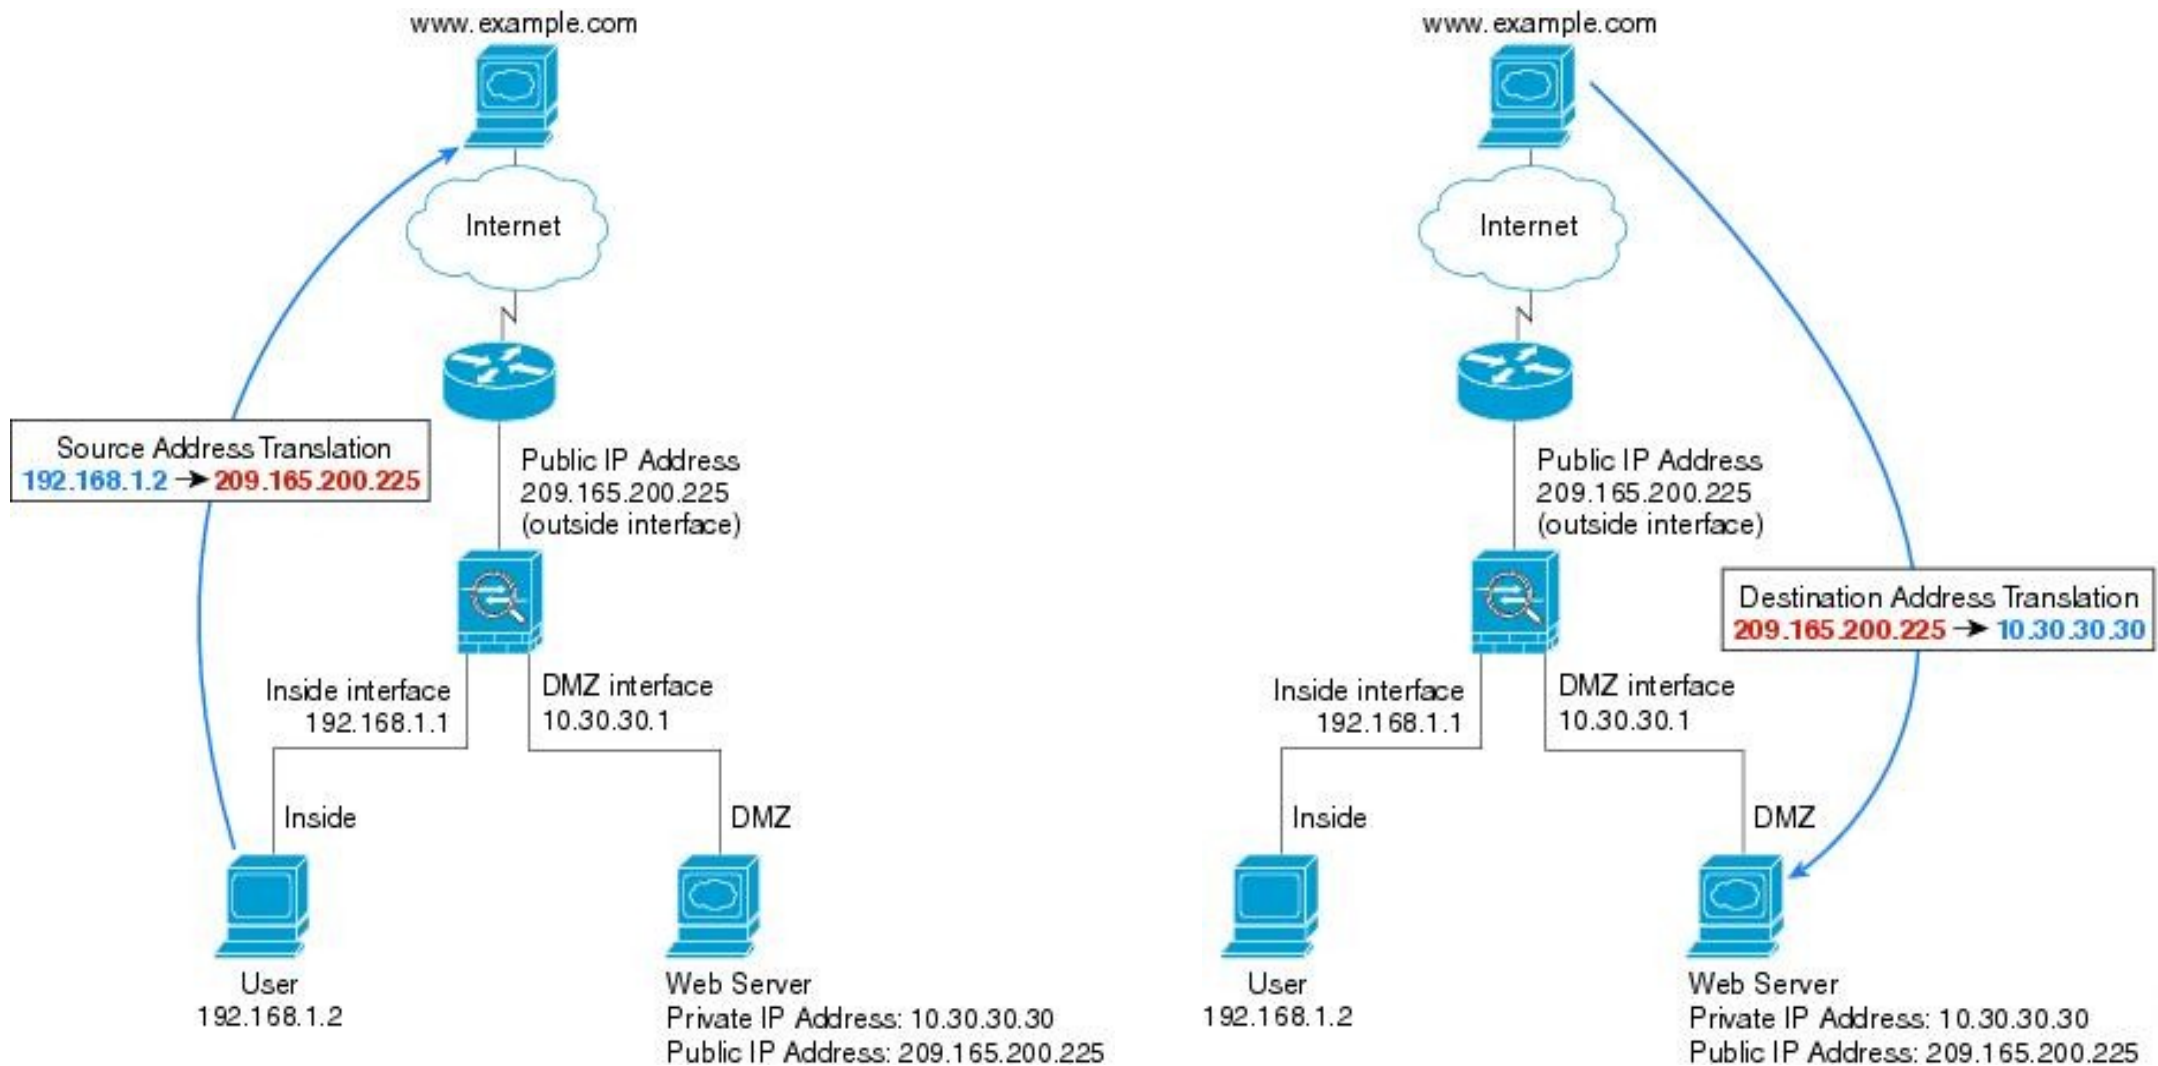 www.example.com
Internet
Source Address Translation
192.168.1.2 → 209.165.200.225
Public IP Address
209.165.200.225
(outside interface)
Inside interface
192.168.1.1
DMZ interface
10.30.30.1
Inside
DMZ
User
192.168.1.2
Web Server
Private IP Address: 10.30.30.30
Public IP Address: 209.165.200.225
www.example.com
Internet
Public IP Address
209.165.200.225
(outside interface)
Destination Address Translation
209.165.200.225 → 10.30.30.30
Inside interface
192.168.1.1
DMZ interface
10.30.30.1
Inside
DMZ
User
192.168.1.2
Web Server
Private IP Address: 10.30.30.30
Public IP Address: 209.165.200.225